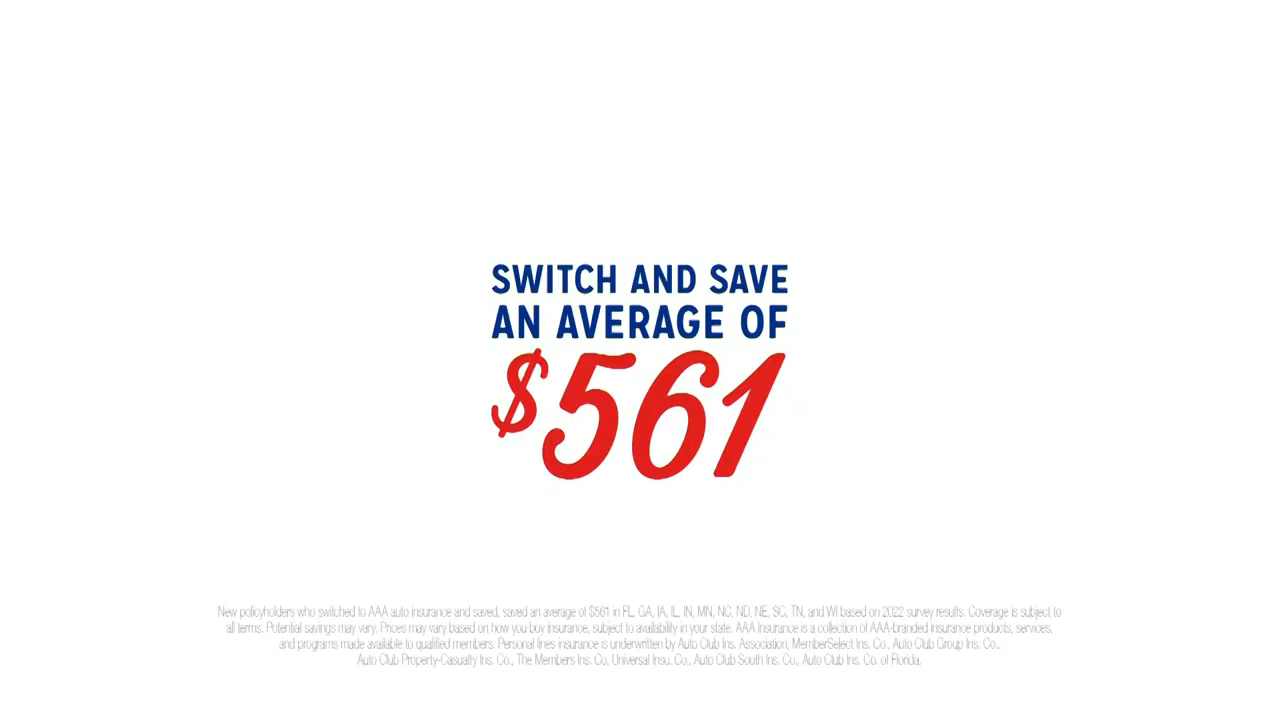 SWITCH AND SAVE
AN AVERAGE OF
$561
New policyholders who switched to AAA auto insurance and saved, saved an average of $561 in FL, GA, IA, IL, IN, MN, NC, ND, NE, SC, TN, and WI based on 2022 survey results. Coverage is subject to
all terms. Potential savings may vary. Prices may vary based on how you buy insurance, subject to availability in your state. AAA Insurance is a collection of AAA-branded insurance products, services,
and programs made available to qualified members. Personal lines insurance is underwritten by Auto Club Ins. Association, MemberSelect Ins. Co., Auto Club Group Ins. Co.,
Auto Club Property-Casualty Ins. Co., The Members Ins. Co, Universal Insu. Co., Auto Club South Ins. Co., Auto Club Ins. Co. of Florida,